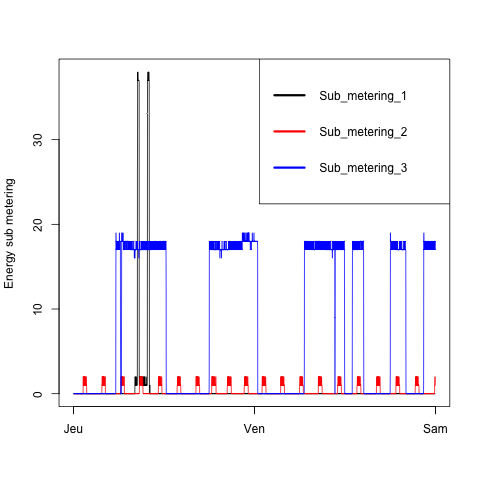 Sub_metering_1
Sub_metering_2
Sub_metering_3
Energy sub metering
30
20
10
0
Jeu Ven Sam